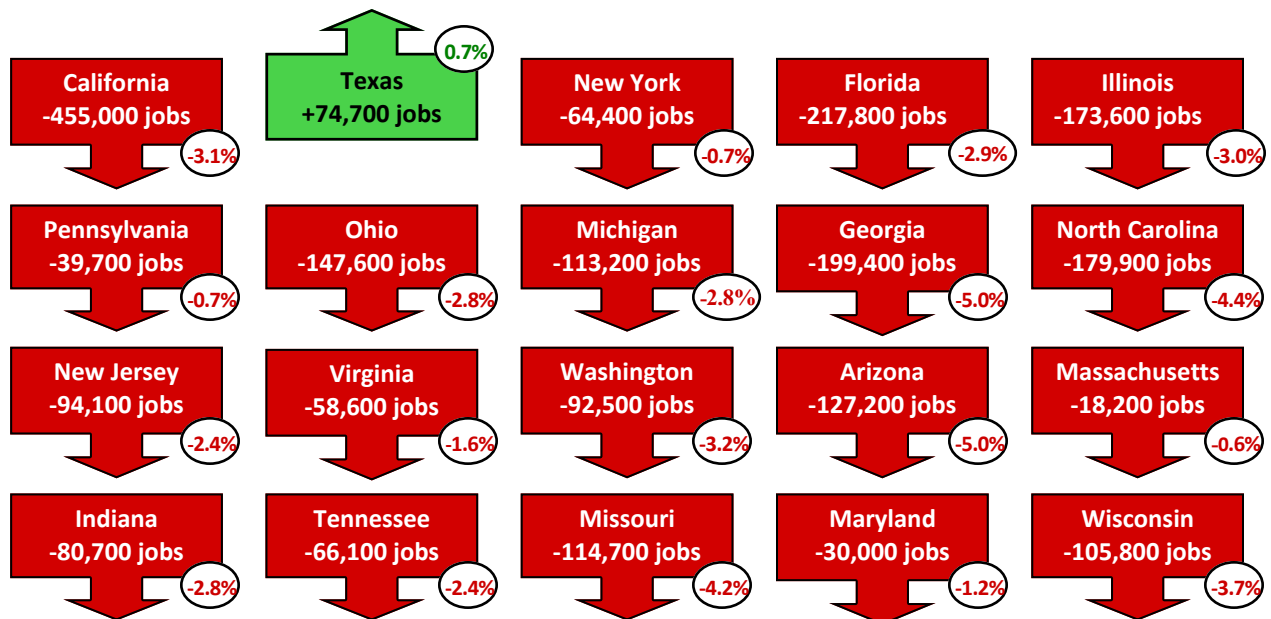 California
-455,000 jobs
-3.1%
Texas
+74,700 jobs
0.7%
New York
-64,400 jobs
-0.7%
Florida
-217,800 jobs
-2.9%
Illinois
-173,600 jobs
-3.0%
Pennsylvania
-39,700 jobs
-0.7%
Ohio
-147,600 jobs
-2.8%
Michigan
-113,200 jobs
-2.8%
Georgia
-199,400 jobs
-5.0%
North Carolina
-179,900 jobs
-4.4%
New Jersey
-94,100 jobs
-2.4%
Virginia
-58,600 jobs
-1.6%
Washington
-92,500 jobs
-3.2%
Arizona
-127,200 jobs
-5.0%
Massachusetts
-18,200 jobs
-0.6%
Indiana
-80,700 jobs
-2.8%
Tennessee
-66,100 jobs
-2.4%
Missouri
-114,700 jobs
-4.2%
Maryland
-30,000 jobs
-1.2%
Wisconsin
-105,800 jobs
-3.7%